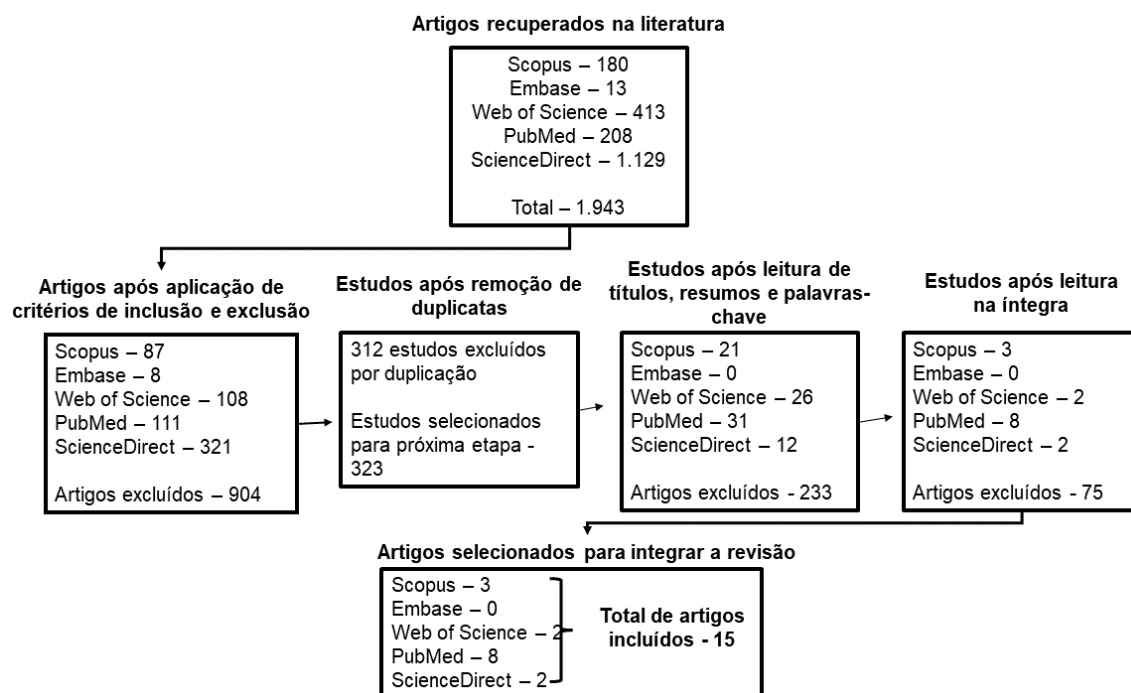 Artigos recuperados na literatura
Scopus – 180
Embase – 13
Web of Science – 413
PubMed – 208
ScienceDirect – 1.129
Total – 1.943
Artigos após aplicação de
critérios de inclusão e exclusão
Scopus – 87
Embase – 8
Web of Science – 108
PubMed – 111
ScienceDirect – 321
Artigos excluídos – 904
Estudos após remoção de
duplicatas
312 estudos excluídos
por duplicação
Estudos selecionados
para próxima etapa -
323
Estudos após leitura de
títulos, resumos e palavras-
chave
Scopus – 21
Embase – 0
Web of Science – 26
PubMed – 31
ScienceDirect – 12
Artigos excluídos - 233
Estudos após leitura
na íntegra
Scopus – 3
Embase – 0
Web of Science – 2
PubMed – 8
ScienceDirect – 2
Artigos excluídos - 75
Artigos selecionados para integrar a revisão
Scopus – 3
Embase – 0
Web of Science – 2
PubMed – 8
ScienceDirect – 2
Total de artigos
incluídos - 15